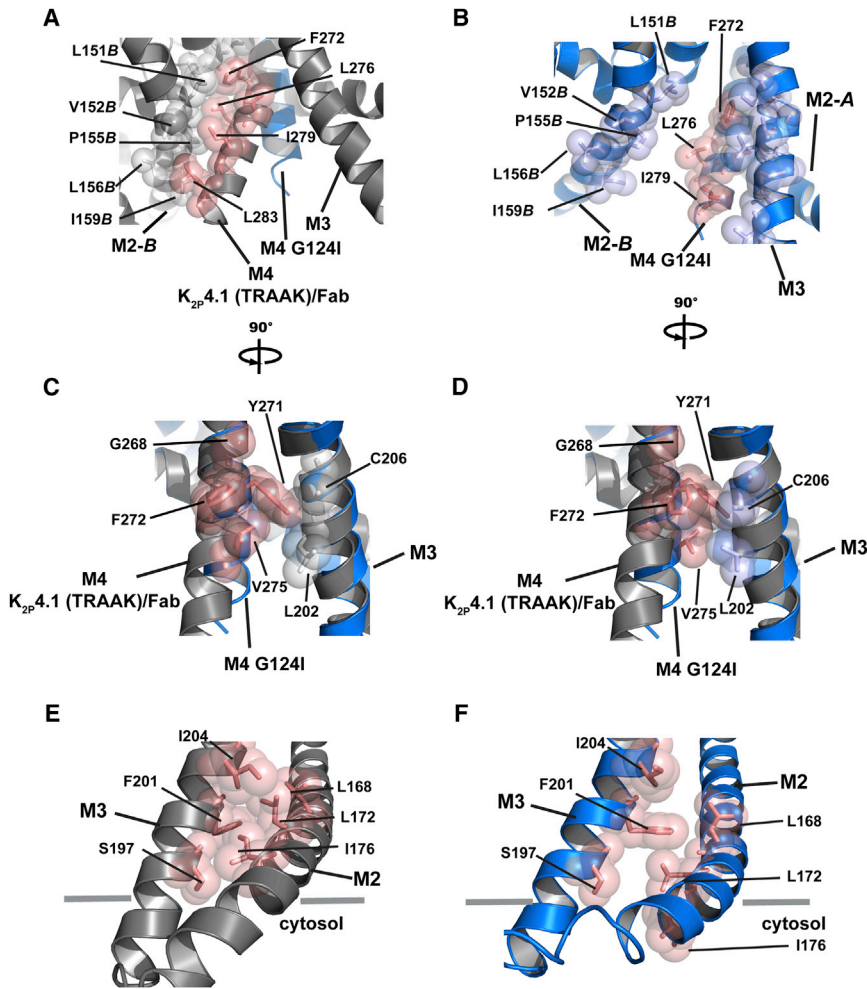 A
L151B
F272
L276
V152B
P155B
I279
L156B
I159B
L283
M2-B
M3
M4 G124I
M4
K2P4.1 (TRAAK)/Fab
90°
B
L151B
F272
V152B
M2-A
P155B
L276
L156B
I279
I159B
M2-B
M4 G124I
M3
90°
C
Y271
G268
C206
F272
M3
M4
K2P4.1 (TRAAK)/Fab
V275
L202
M4 G124I
D
Y271
G268
C206
F272
M3
M4
K2P4.1 (TRAAK)/Fab
V275
L202
M4 G124I
E
I204
F201
L168
M3
L172
S197
I176
M2
cytosol
F
I204
M2
F201
M3
L168
S197
L172
cytosol
I176